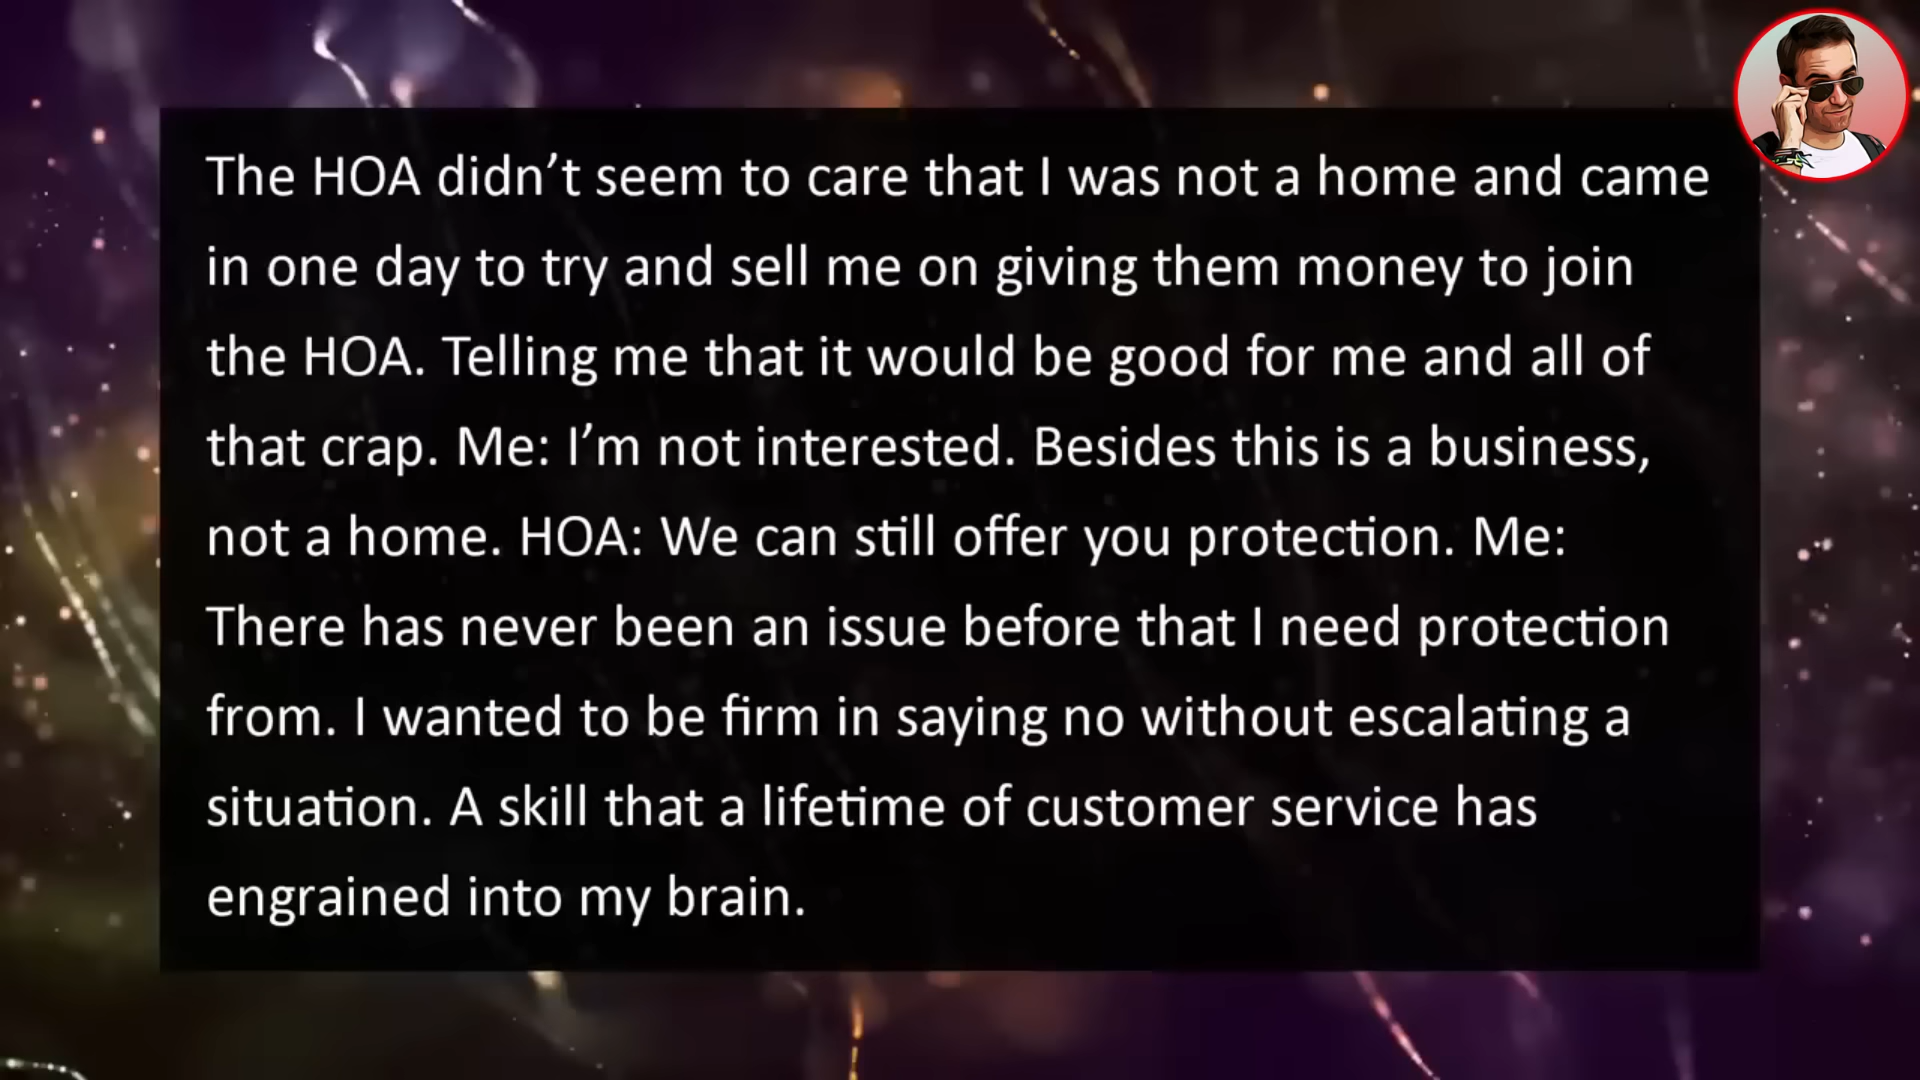 The HOA didn’t seem to care that I was not a home and came
in one day to try and sell me on giving them money to join
the HOA. Telling me that it would be good for me and all of
that crap. Me: I’m not interested. Besides this is a business,
not a home. HOA: We can still offer you protection. Me:
There has never been an issue before that I need protection
from. I wanted to be firm in saying no without escalating a
situation. A skill that a lifetime of customer service has
engrained into my brain.